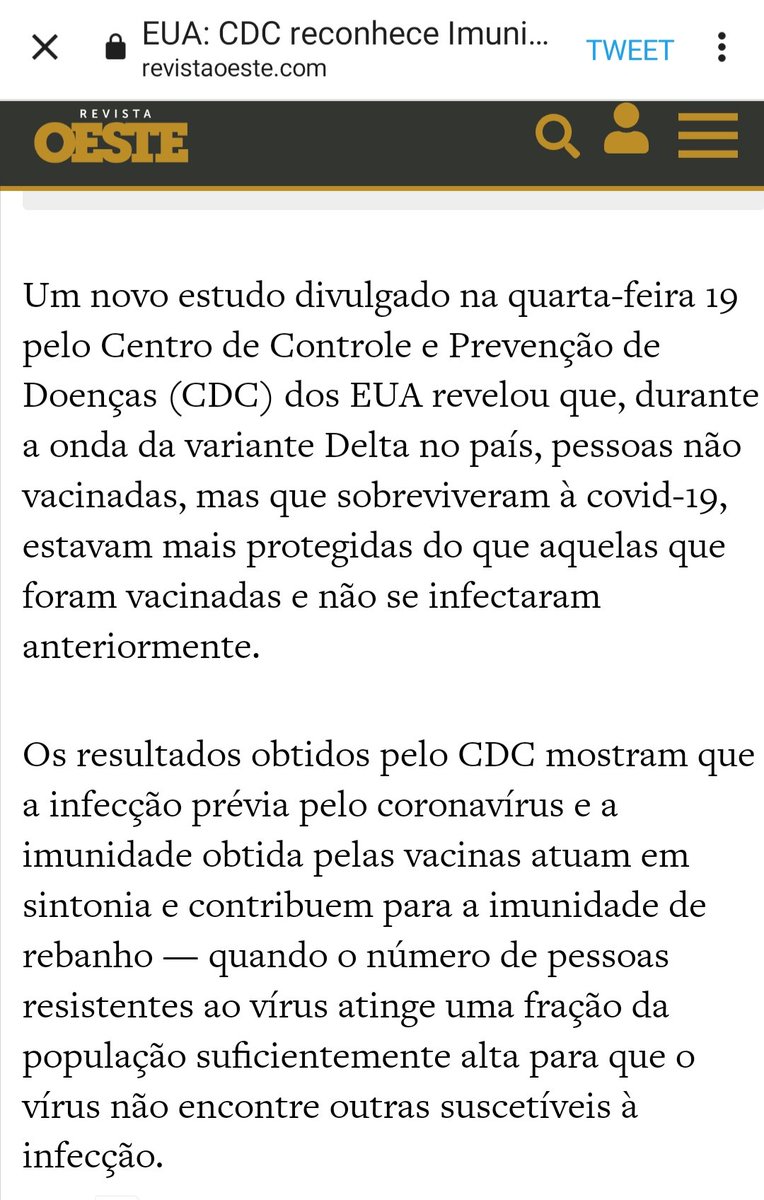 EUA: CDC reconhece Imuni...
revistaoeste.com
TWEET
REVISTA
OESTE
Um novo estudo divulgado na quarta-feira 19
pelo Centro de Controle e Prevenção de
Doenças (CDC) dos EUA revelou que, durante
a onda da variante Delta no país, pessoas não
vacinadas, mas que sobreviveram à covid-19,
estavam mais protegidas do que aquelas que
foram vacinadas e não se infectaram
anteriormente.
Os resultados obtidos pelo CDC mostram que
a infecção prévia pelo coronavírus e a
imunidade obtida pelas vacinas atuam em
sintonia e contribuem para a imunidade de
rebanho — quando o número de pessoas
resistentes ao vírus atinge uma fração da
população suficientemente alta para que o
vírus não encontre outras suscetíveis à
infecção.